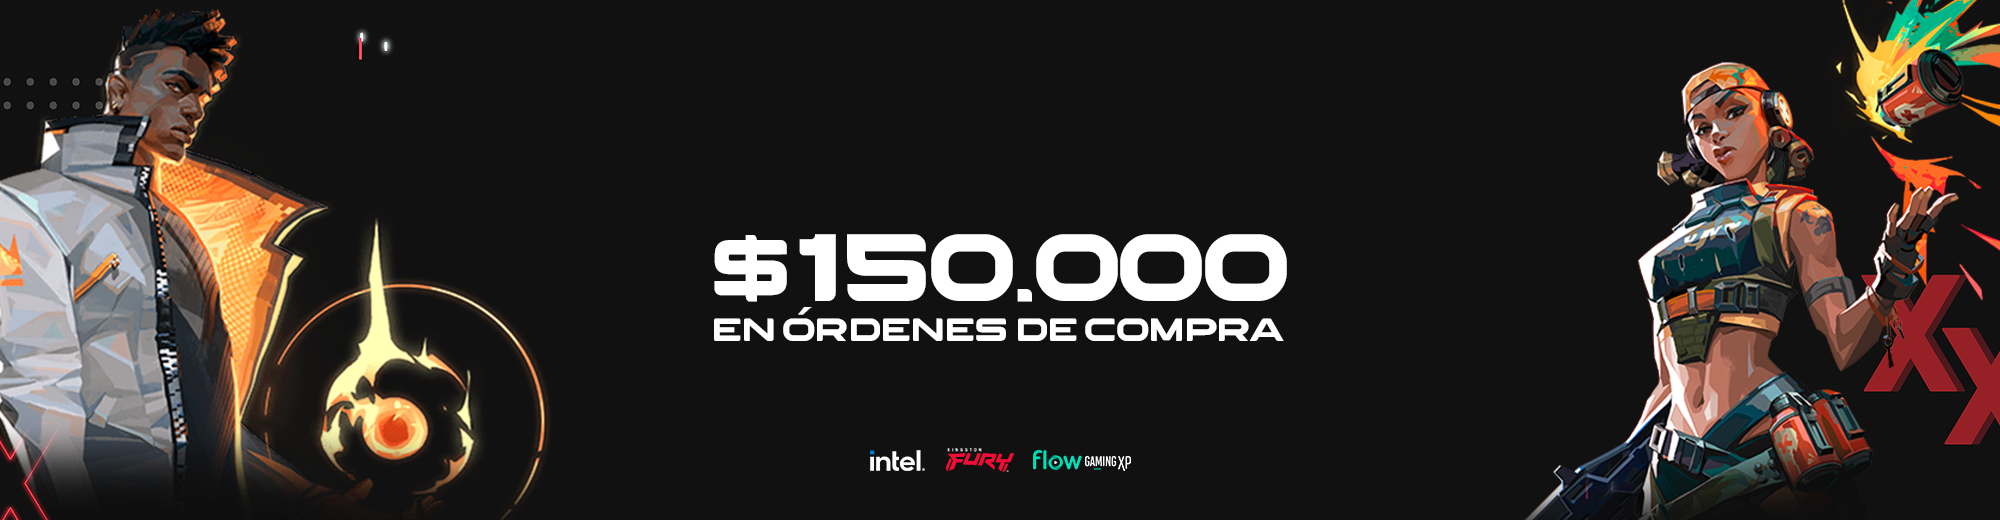 $150.000
EN ÓRDENES DE COMPRA
intel.
KINGSTON
FURY
flow GAMING XP